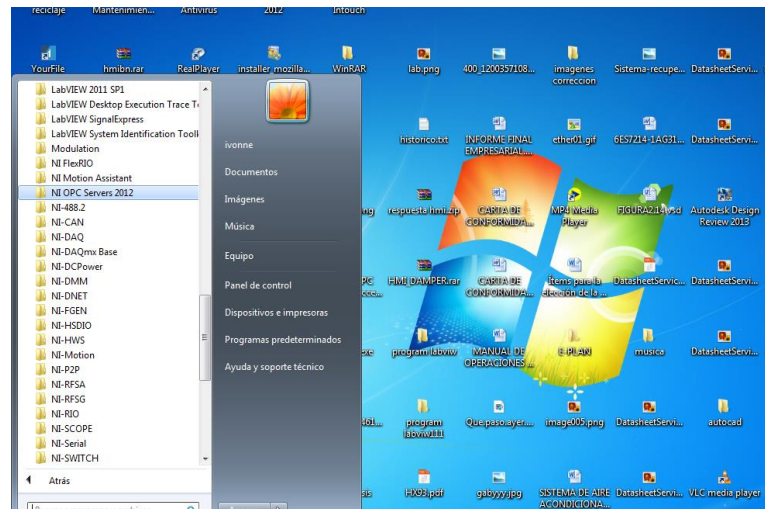 reciclaje
Mantenimien...
Antivirus
2012
Intouch
YourFile
hmibn.rar
RealPlayer
installer_mozilla...
WinRAR
lab.png
400_1200357108...
imagenes
correccion
Sistema-recupe...
DatasheetServi...
LabVIEW 2011 SP1
LabVIEW Desktop Execution Trace T
LabVIEW SignalExpress
LabVIEW System Identification Toolk
Modulation
NI FlexRIO
NI Motion Assistant
NI OPC Servers 2012
NI-488.2
NI-CAN
NI-DAQ
NI-DAQmx Base
NI-DCPower
NI-DMM
NI-DNET
NI-FGEN
NI-HSDIO
NI-HWS
NI-Motion
NI-P2P
NI-RFSA
NI-RFSG
NI-RIO
NI-SCOPE
NI-Serial
NI-SWITCH
Atrás
ivonne
Documentos
Imágenes
Música
Equipo
Panel de control
Dispositivos e impresoras
Programas predeterminados
Ayuda y soporte técnico
historico.txt
INFORME FINAL
EMPRESARIAL....
ether01.gif
6ES7214-1AG31...
DatasheetServi...
respuesta hmi.zip
CARTA DE
CONFORMIDA...
MP4 Media
Player
FIGURA2.14.vsd
Autodesk Design
Review 2013
HMI_DAMPER.rar
CARTA DE
CONFORMIDA...
Items para la
elección de la ...
DatasheetServic...
DatasheetServi...
program labviw
MANUAL DE
OPERACIONES ...
E-PLAN
musica
DatasheetServi...
program
labviw111
Que.paso.ayer....
image005.png
DatasheetServi...
autocad
HX93.pdf
gabyyy.jpg
SISTEMA DE AIRE
ACONDICIONA...
DatasheetServi...
VLC media player